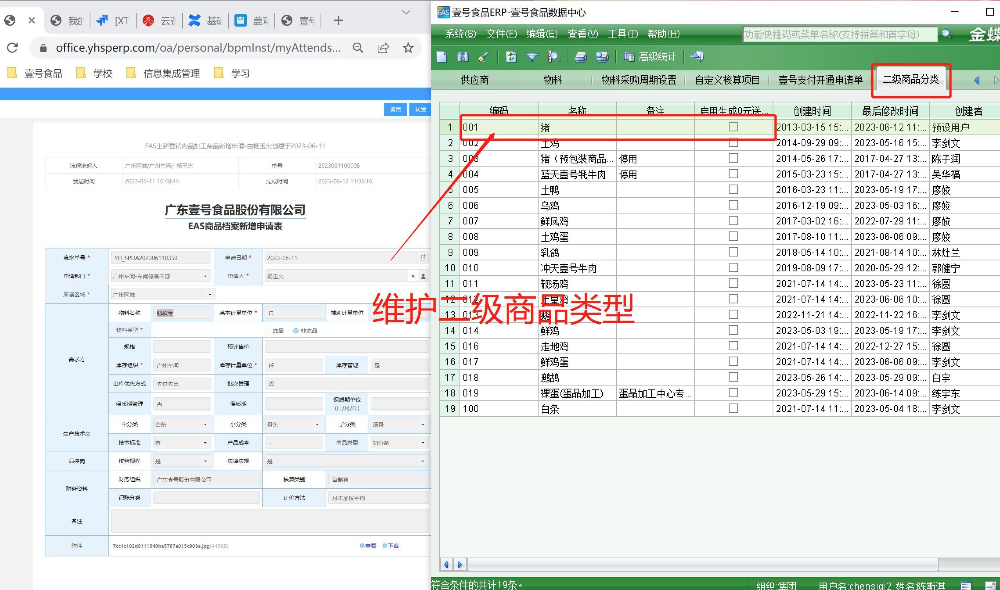 我的 [XT 云苍 基础 盖章 壹号
office.yhsperp.com/oa/personal/bpmInst/myAttends...
壹号食品 学校 信息集成管理 学习
留言 转发
EAS土猪营销肉品加工商品新增申请-由杨玉火创建于2023-06-11
流程发起人 广州区域/广州车间/ 杨玉火 单号 2023061100005
发起时间 2023-06-11 10:48:44 完成时间 2023-06-12 11:35:16
广东壹号食品股份有限公司
EAS商品档案新增申请表
流水单号 * YH_SPDA202306110359 申请日期 * 2023-06-11
申请部门 * 广州车间-车间储备干部 申请人 * 杨玉火
所属区域 * 广州区域
需求方
物料名称 肋软骨 基本计量单位 * 斤 辅助计量单位
物料类型 * 冻品 非冻品
规格 预计售价
库存组织 * 广州车间 库存计量单位 * 斤 库存管理 是
出库优先方式 先进先出 批次管理 否
保质期管理 否 保质期 保质期单位
(日/月/年)
生产技术岗
中分类 白条 小分类 骨头 子分类 汤骨
技术标准 有 产品成本 - 商品类型 初分割
品控岗 校验规程 是 法律法规 是
财务资料
财务组织 广东壹号股份有限公司 核算类别 自制类
记账分类 计价方法 月末加权平均
备注
附件 7cc1c102d0111340ba5797a015c903a.jpg(445KB) 查看 下载
维护二级商品类型
EAS 壹号食品ERP-壹号食品数据中心
系统(S) 文件(F) 编辑(E) 查看(V) 工具(T) 帮助(H) 功能快捷码或菜单名称(支持拼音和首字母) 金蝶
高级统计
供应商 物料 物料采购周期设置 自定义核算项目 壹号支付开通申请单 二级商品分类
编码 名称 备注 启用生成0元送... 创建时间 最后修改时间 创建者
1 001 猪 2013-03-15 15:... 2023-06-12 11:... 预设用户
2 002 土鸡 2014-09-29 09:... 2023-05-16 15:... 李剑文
3 003 猪（预包装商品... 停用 2014-05-26 17:... 2017-04-27 13:... 陈子润
4 004 蓝天壹号牦牛肉 停用 2015-03-23 15:... 2017-04-27 13:... 吴华福
5 005 土鸭 2016-03-23 11:... 2023-05-19 17:... 廖姣
6 006 乌鸡 2016-12-19 09:... 2023-05-03 16:... 廖姣
7 007 鲜凤鸡 2017-03-02 16:... 2022-07-29 11:... 廖姣
8 008 土鸡蛋 2017-08-10 11:... 2023-06-06 09:... 廖姣
9 009 乳鸽 2018-05-14 10:... 2021-08-14 10:... 林灶兰
10 010 冲天壹号牛肉 2019-08-09 17:... 2020-05-29 12:... 郭健宁
11 011 靓汤鸡 2021-07-14 14:... 2023-05-23 11:... 徐圆
12 012 土皇鸡 2021-07-14 14:... 2023-06-06 10:... 徐圆
13 013 鹅 2022-11-21 14:... 2022-11-22 16:... 李剑文
14 014 鲜鸡 2023-05-03 19:... 2023-05-19 17:... 李剑文
15 016 走地鸡 2021-07-14 14:... 2022-12-27 15:... 徐圆
16 017 鲜鸡蛋 2021-07-14 14:... 2023-06-06 09:... 李剑文
17 018 鹧鸪 2023-05-26 14:... 2023-05-29 09:... 白宇
18 019 裸蛋(蛋品加工) 蛋品加工中心专... 2023-05-29 15:... 2023-06-14 09:... 练宇东
19 100 白条 2021-07-14 11:... 2023-05-04 18:... 李剑文
符合条件的共计19条。 组织:集团 用户名:chensiqi2 姓名:陈斯淇